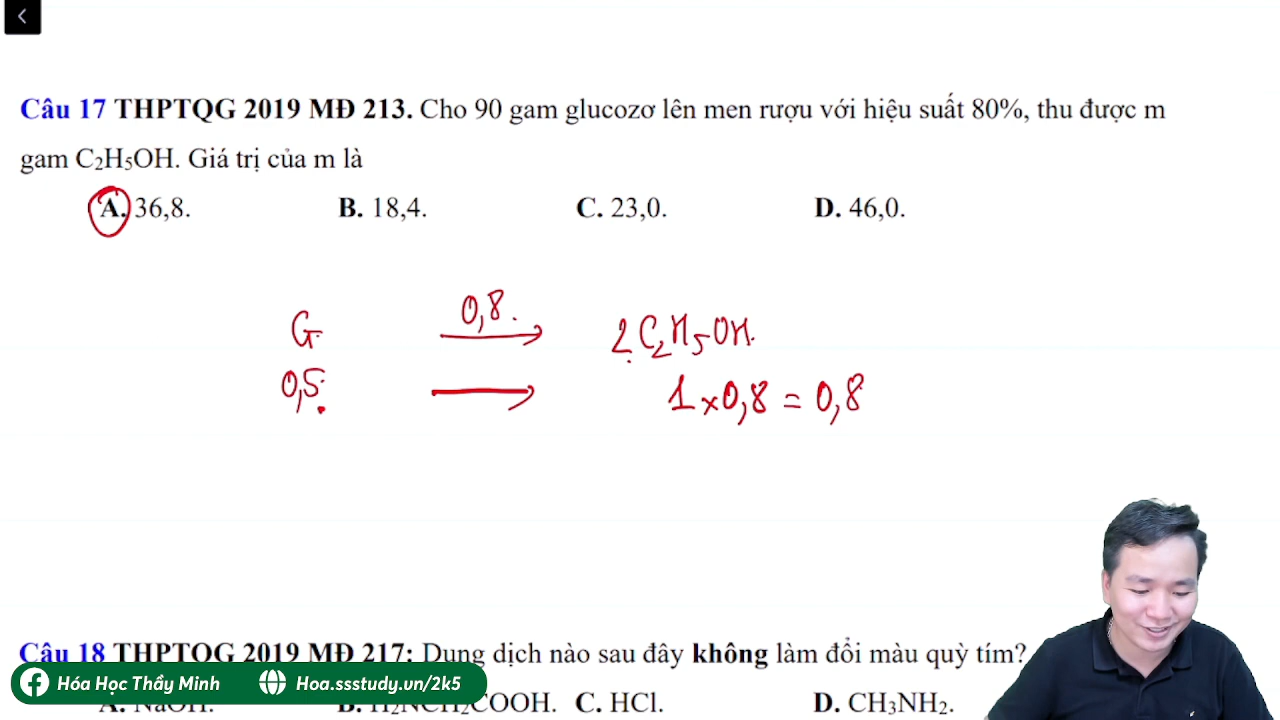 Câu 17 THPTQG 2019 MĐ 213. Cho 90 gam glucozơ lên men rượu với hiệu suất 80%, thu được m
gam C₂H₅OH. Giá trị của m là
A. 36,8. B. 18,4. C. 23,0. D. 46,0.
0,8.
G 2C₂H₅OH.
0,5 1 × 0,8 = 0,8
Câu 18 THPTQG 2019 MĐ 217: Dung dịch nào sau đây không làm đổi màu quỳ tím?
Hóa Học Thầy Minh Hoa.ssstudy.vn/2k5
A. NaOH. B. H₂NCH₂COOH. C. HCl. D. CH₃NH₂.